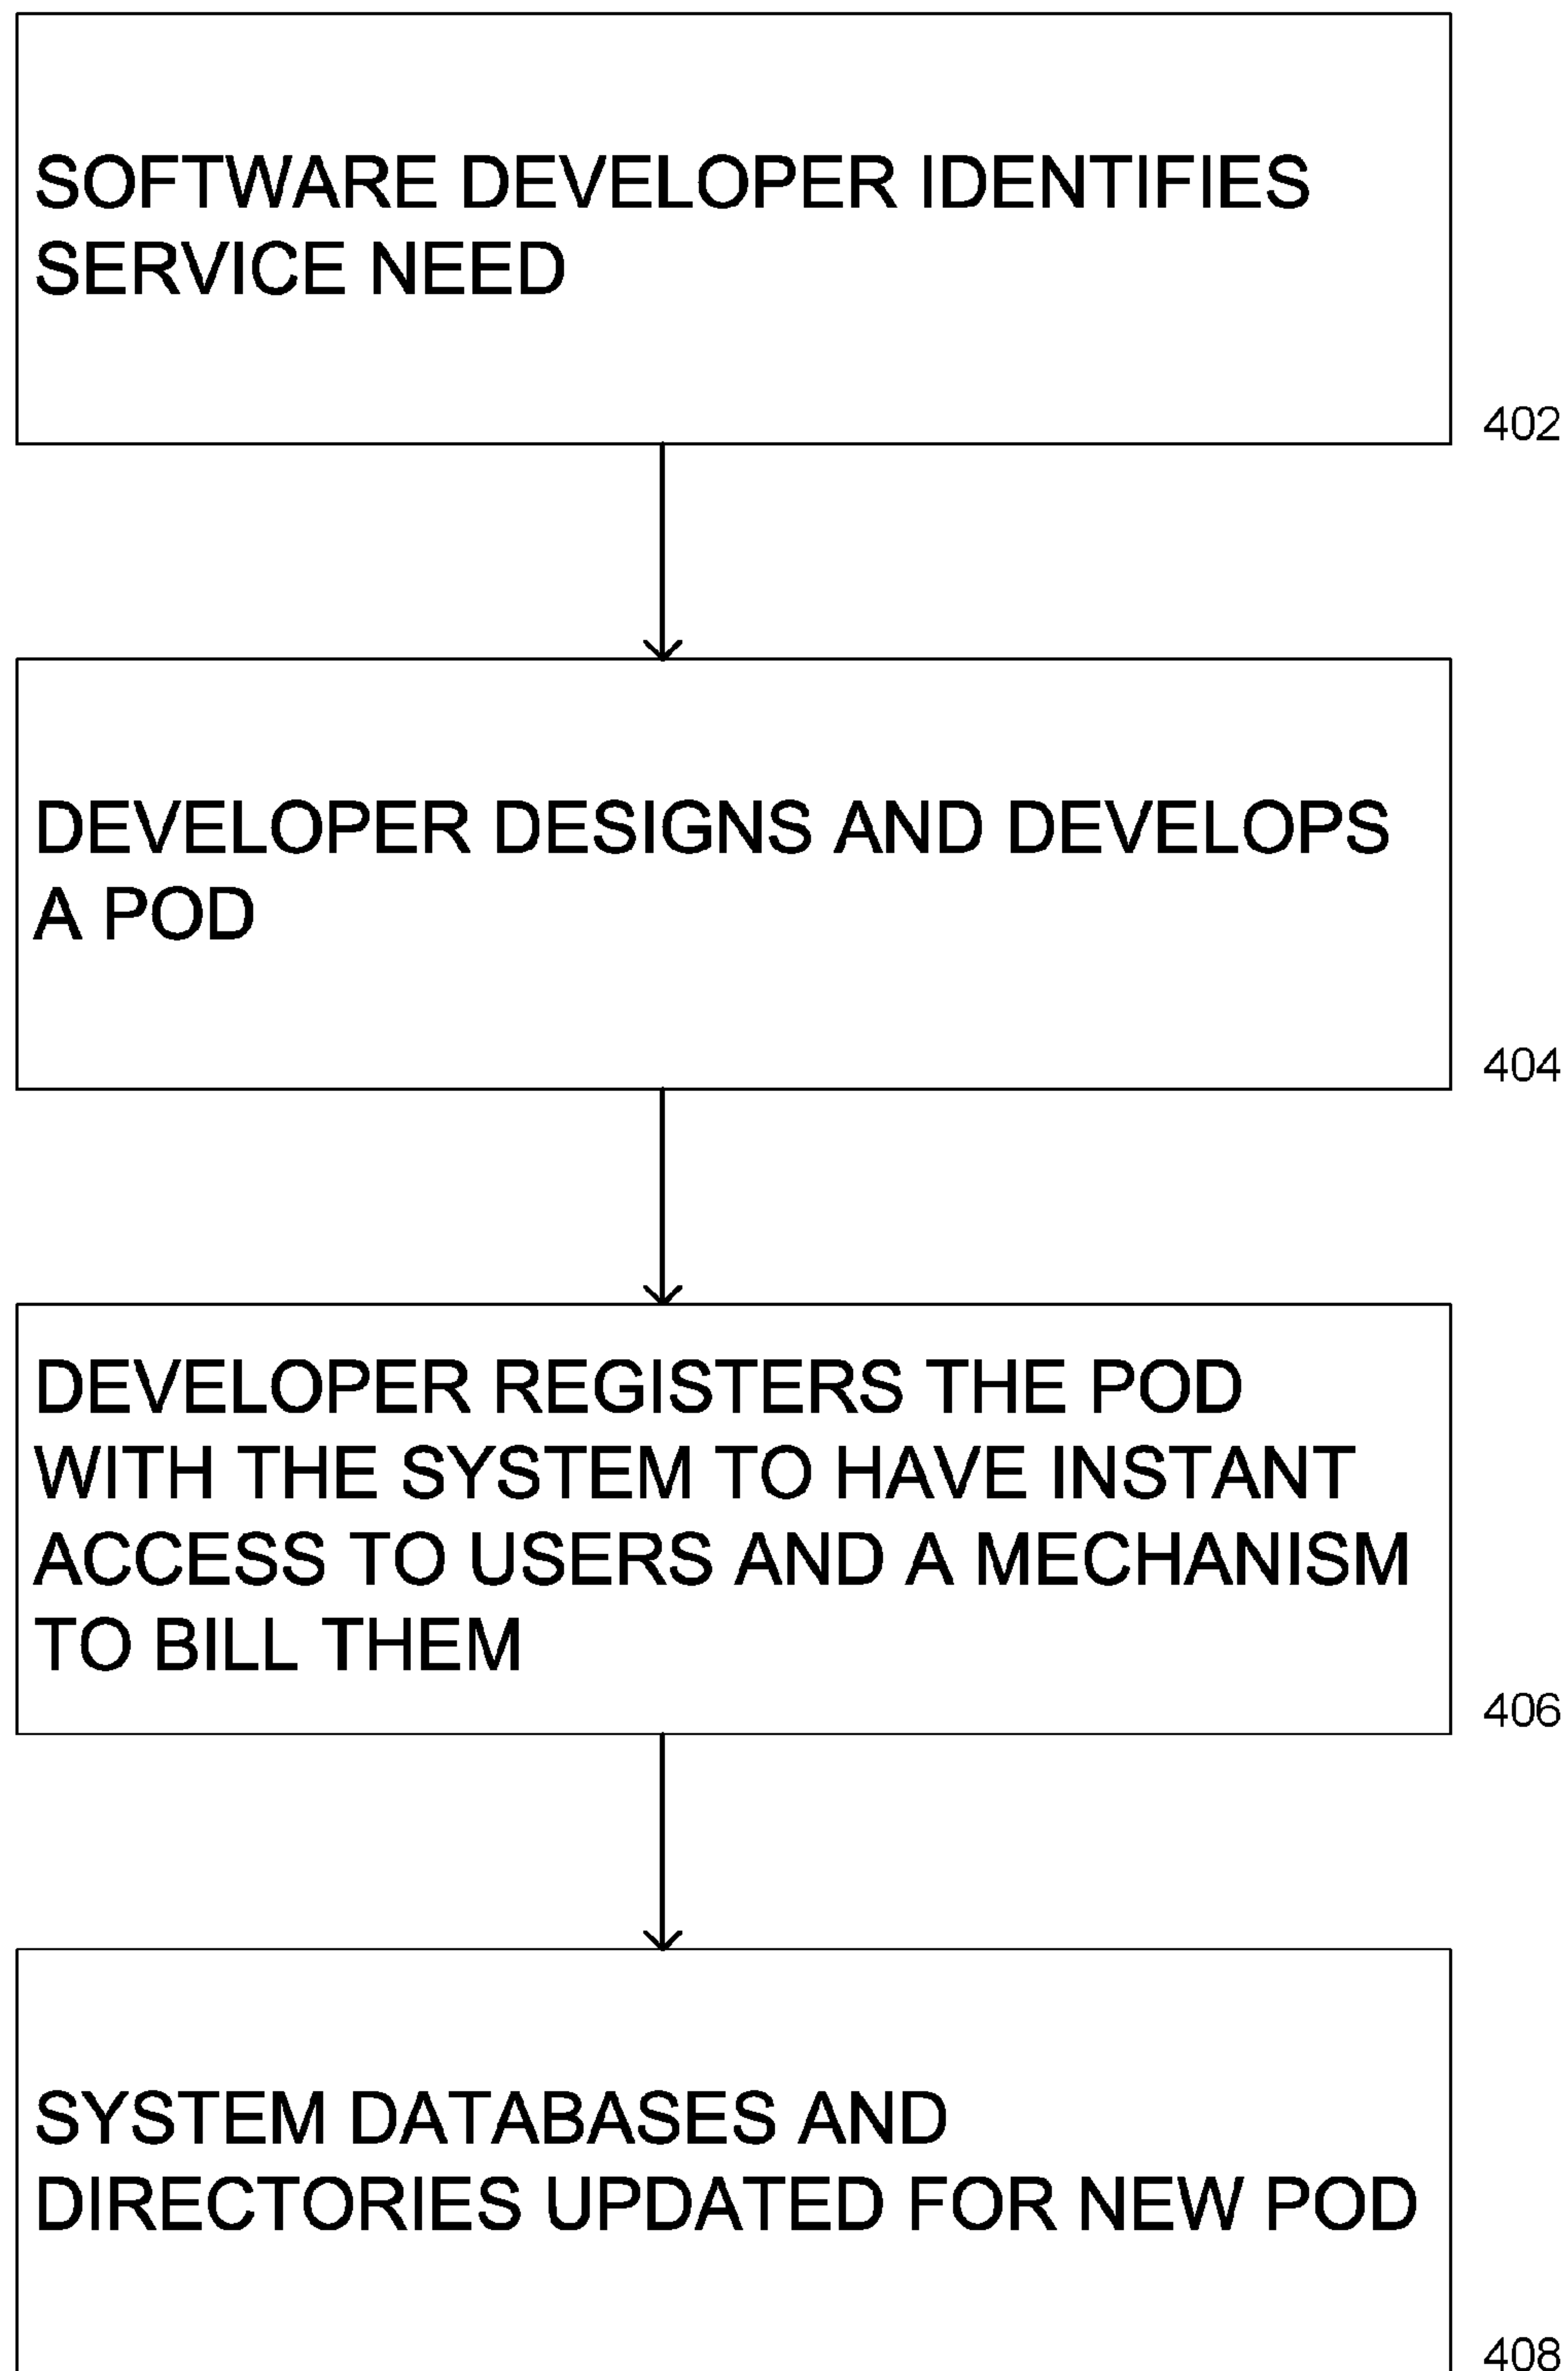 SOFTWARE DEVELOPER IDENTIFIES
SERVICE NEED
402
DEVELOPER DESIGNS AND DEVELOPS
A POD
404
DEVELOPER REGISTERS THE POD
WITH THE SYSTEM TO HAVE INSTANT
ACCESS TO USERS AND A MECHANISM
TO BILL THEM
406
SYSTEM DATABASES AND
DIRECTORIES UPDATED FOR NEW POD
408